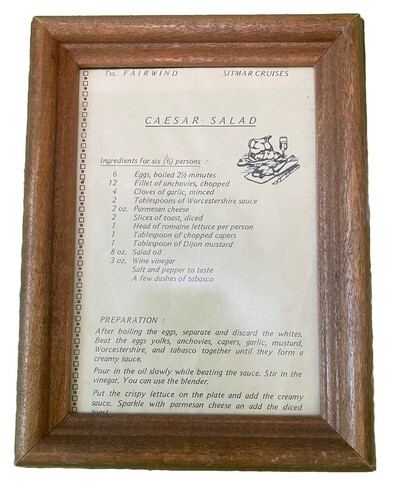 Tss. FAIRWIND SITMAR CRUISES
CAESAR SALAD
Ingredients for six (6) persons :
6 Eggs, boiled 2½ minutes
12 Fillet of anchovies, chopped
4 Cloves of garlic, minced
2 Tablespoons of Worcestershire sauce
2 oz. Parmesan cheese
2 Slices of toast, diced
1 Head of romaine lettuce per person
1 Tablespoon of chopped capers
1 Tablespoon of Dijon mustard
8 oz. Salad oil
3 oz. Wine vinegar
Salt and pepper to taste
A few dashes of tabasco
PREPARATION :
After boiling the eggs, separate and discard the whites.
Beat the eggs yolks, anchovies, capers, garlic, mustard,
Worcestershire, and tabasco together until they form a
creamy sauce.
Pour in the oil slowly while beating the sauce. Stir in the
vinegar. You can use the blender.
Put the crispy lettuce on the plate and add the creamy
sauce. Sparkle with parmesan cheese an add the diced
toast.